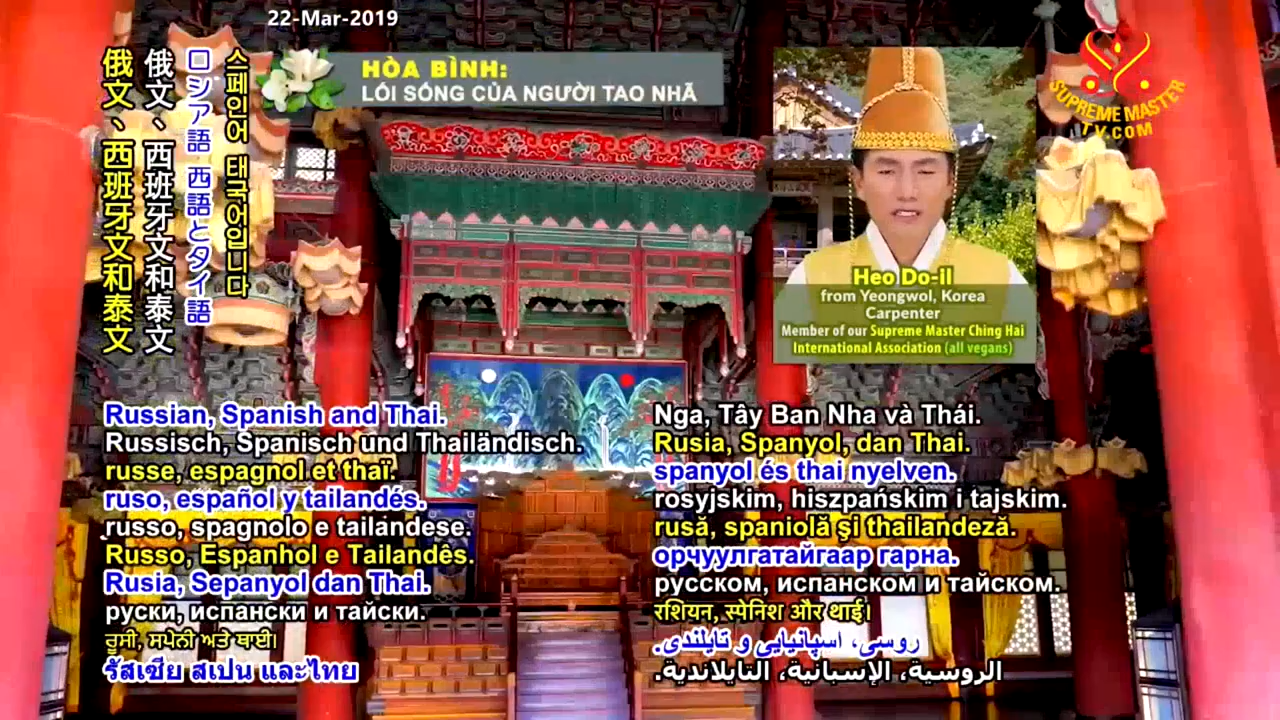 22-Mar-2019
HÒA BÌNH:
LỐI SỐNG CỦA NGƯỜI TAO NHÃ
SUPREME MASTER
TV.COM
俄文、西班牙文和泰文
俄文、西班牙文和泰文
ロシア語 西語とタイ語
스페인어 태국어입니다
Heo Do-il
from Yeongwol, Korea
Carpenter
Member of our Supreme Master Ching Hai
International Association (all vegans)
Russian, Spanish and Thai.
Russisch, Spanisch und Thailändisch.
russe, espagnol et thaï.
ruso, español y tailandés.
russo, spagnolo e tailandese.
Russo, Espanhol e Tailandês.
Rusia, Sepanyol dan Thai.
руски, испански и тайски.
ਰੂਸੀ, ਸਪੇਨੀ ਅਤੇ ਥਾਈ।
รัสเซีย สเปน และไทย
Nga, Tây Ban Nha và Thái.
Rusia, Spanyol, dan Thai.
spanyol és thai nyelven.
rosyjskim, hiszpańskim i tajskim.
rusă, spaniolă şi thailandeză.
орчуулгатайгаар гарна.
русском, испанском и тайском.
रशियन, स्पेनिश और थाई।
روسی، اسپانیایی و تایلندی.
الروسية، الإسبانية، التايلاندية.